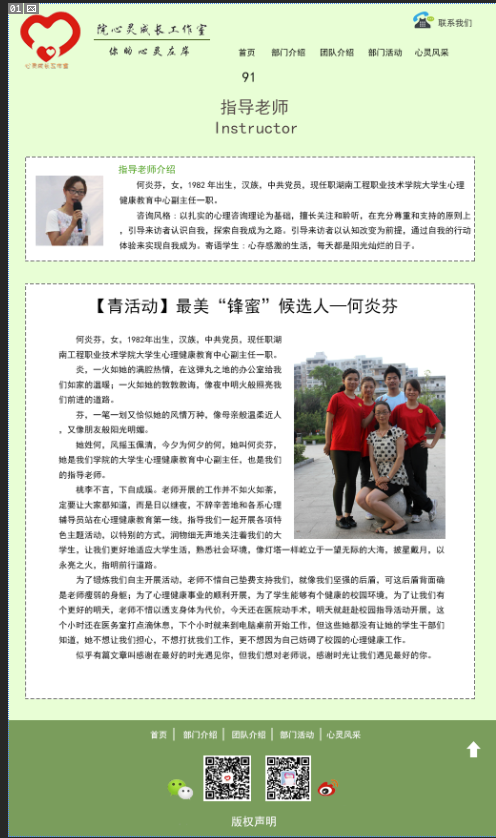 01
心灵成长工作室
院心灵成长工作室
体验心灵左岸
联系我们
首页 部门介绍 团队介绍 部门活动 心灵风采
91
指导老师
Instructor
指导老师介绍
何炎芬，女，1982 年出生，汉族，中共党员，现任职湖南工程职业技术学院大学生心理
健康教育中心副主任一职。
咨询风格：以扎实的心理咨询理论为基础，擅长关注和聆听，在充分尊重和支持的原则上
，引导来访者认识自我，探索自我成为之路。引导来访者以认知改变为前提，通过自我的行动
体验来实现自我成为。寄语学生：心存感激的生活，每天都是阳光灿烂的日子。
【青活动】最美“锋蜜”候选人—何炎芬
何炎芬，女，1982年出生，汉族，中共党员，现任职湖
南工程职业技术学院大学生心理健康教育中心副主任一职。
炎，一火如她的满腔热情，在这弹丸之地的办公室给我
们如家的温暖；一火如她的敦敦教诲，像夜中明火般照亮我
们前进的道路。
芬，一笔一划又恰似她的风情万种，像母亲般温柔近人
，又像朋友般阳光明媚。
她姓何，风摇玉佩清，今夕为何夕的何，她叫何炎芬，
她是我们学院的大学生心理健康教育中心副主任，也是我们
的指导老师。
桃李不言，下自成蹊。老师开展的工作并不如火如荼，
定要让大家都知道，而是日以继夜，不辞辛苦地和各系心理
辅导员站在心理健康教育第一线，指导我们一起开展各项特
色主题活动，以特别的方式，润物细无声地关注着我们的大
学生，让我们更好地适应大学生活，熟悉社会环境，像灯塔一样屹立于一望无际的大海，披星戴月，以
永亮之火，指明前行道路。
为了锻炼我们自主开展活动，老师不惜自己垫费支持我们，就像我们坚强的后盾，可这后盾背面确
是老师瘦弱的身躯；为了心理健康事业的顺利开展，为了学生能够有个健康的校园环境，为了让我们有
个更好的明天，老师不惜以透支身体为代价，今天还在医院动手术，明天就赶赴校园指导活动开展，这
个小时还在医务室打点滴休息，下个小时就来到电脑桌前开始工作，但这些她都没有让她的学生干部们
知道，她不想让我们担心，不想打扰我们工作，更不想因为自己妨碍了校园的心理健康工作。
似乎有篇文章叫感谢在最好的时光遇见你，但我们想对老师说，感谢时光让我们遇见最好的你。
首页 | 部门介绍 | 团队介绍 | 部门活动 | 心灵风采
版权声明